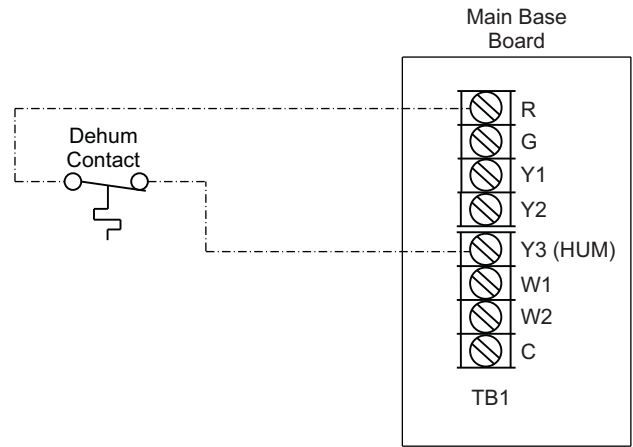 Main Base
Board
Dehum
Contact
R
G
Y1
Y2
Y3 (HUM)
W1
W2
C
TB1